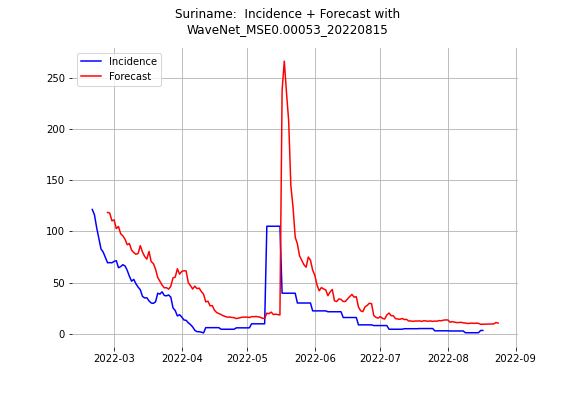 Suriname:  Incidence + Forecast with
WaveNet_MSE0.00053_20220815
Incidence
Forecast
250
200
150
100
50
0
2022-03 2022-04 2022-05 2022-06 2022-07 2022-08 2022-09